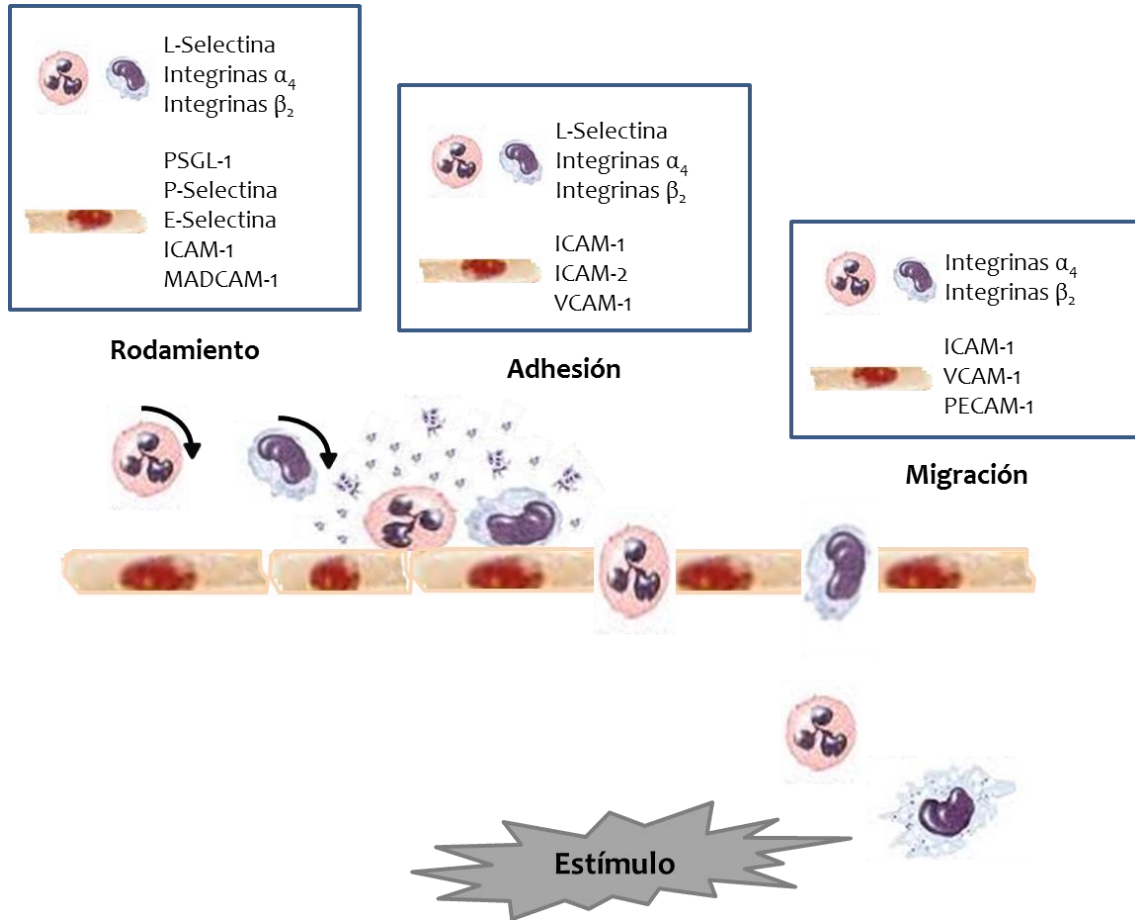 L-Selectina
Integrinas α₄
Integrinas β₂
PSGL-1
P-Selectina
E-Selectina
ICAM-1
MADCAM-1
Rodamiento
L-Selectina
Integrinas α₄
Integrinas β₂
ICAM-1
ICAM-2
VCAM-1
Adhesión
Integrinas α₄
Integrinas β₂
ICAM-1
VCAM-1
PECAM-1
Migración
Estímulo